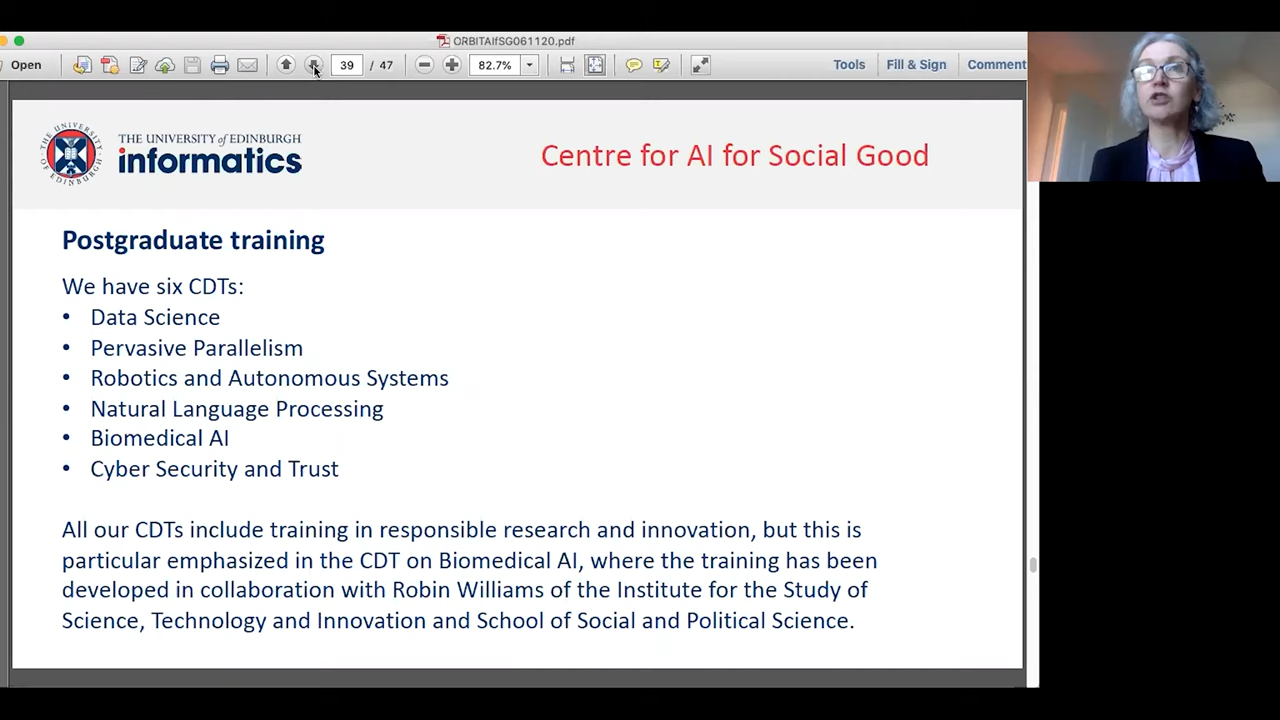 ORBITAIfSG061120.pdf
Open
39 / 47
82.7%
Tools
Fill & Sign
Comment
THE UNIVERSITY of EDINBURGH
informatics
THE UNIVERSITY OF EDINBURGH
Centre for AI for Social Good
Postgraduate training
We have six CDTs:
• Data Science
• Pervasive Parallelism
• Robotics and Autonomous Systems
• Natural Language Processing
• Biomedical AI
• Cyber Security and Trust
All our CDTs include training in responsible research and innovation, but this is
particular emphasized in the CDT on Biomedical AI, where the training has been
developed in collaboration with Robin Williams of the Institute for the Study of
Science, Technology and Innovation and School of Social and Political Science.